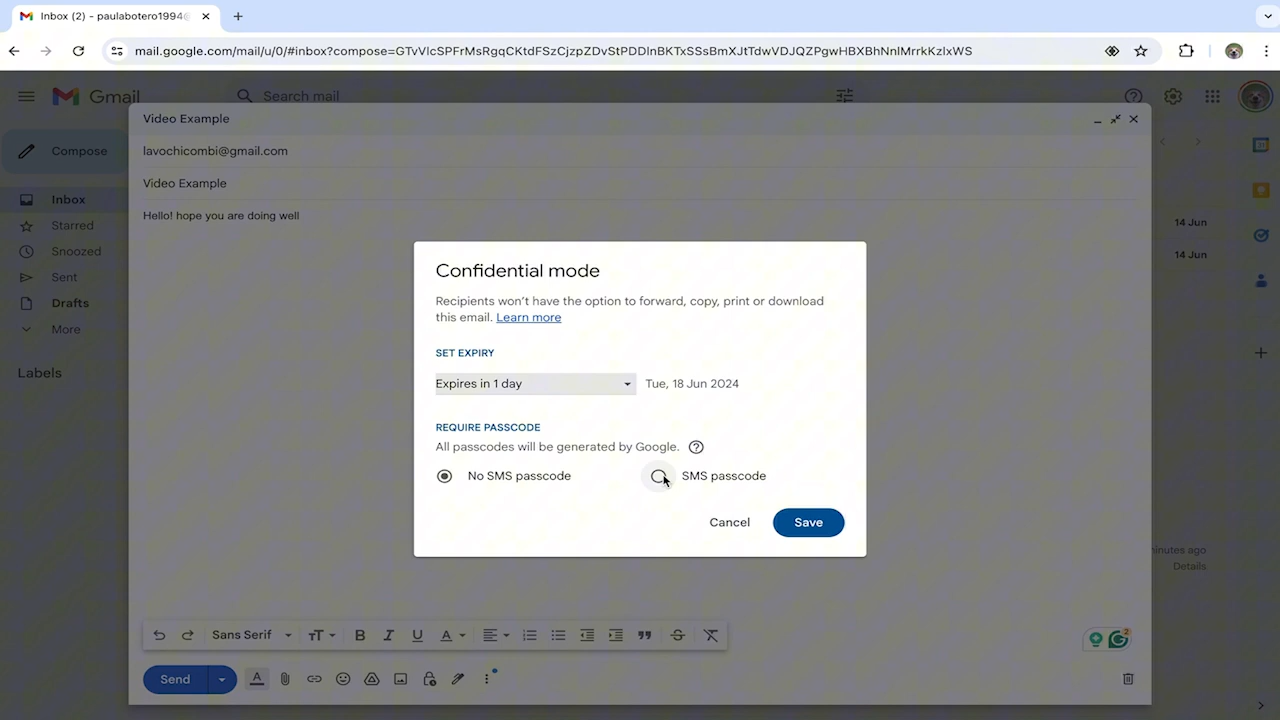 Inbox (2) - paulabotero1994@
mail.google.com/mail/u/0/#inbox?compose=GTvVlcSPFrMsRgqCKtdFSzCjzpZDvStPDDlnBKTxSSsBmXJtTdwVDJQZPgwHBXBhNnlMrrkKzlxWS
Gmail
Search mail
Compose
Inbox
Starred
Snoozed
Sent
Drafts
More
Labels
Video Example
lavochicombi@gmail.com
Video Example
Hello! hope you are doing well
14 Jun
14 Jun
Confidential mode
Recipients won't have the option to forward, copy, print or download
this email. Learn more
SET EXPIRY
Expires in 1 day Tue, 18 Jun 2024
REQUIRE PASSCODE
All passcodes will be generated by Google.
No SMS passcode SMS passcode
Cancel Save
minutes ago
Details
Sans Serif
Send
2